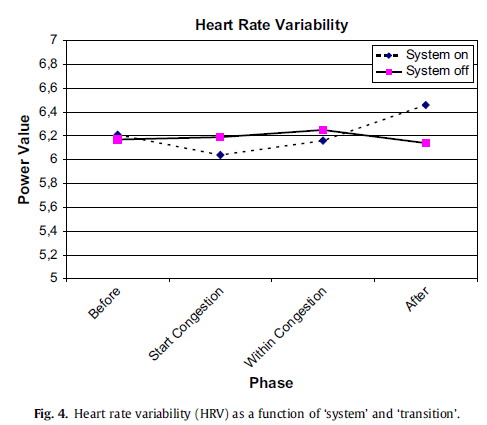 Heart Rate Variability
7
6,8
6,6
6,4
6,2
6
5,8
5,6
5,4
5,2
5
Power Value
System on
System off
Before
Start Congestion
Within Congestion
After
Phase
Fig. 4. Heart rate variability (HRV) as a function of ‘system’ and ‘transition’.